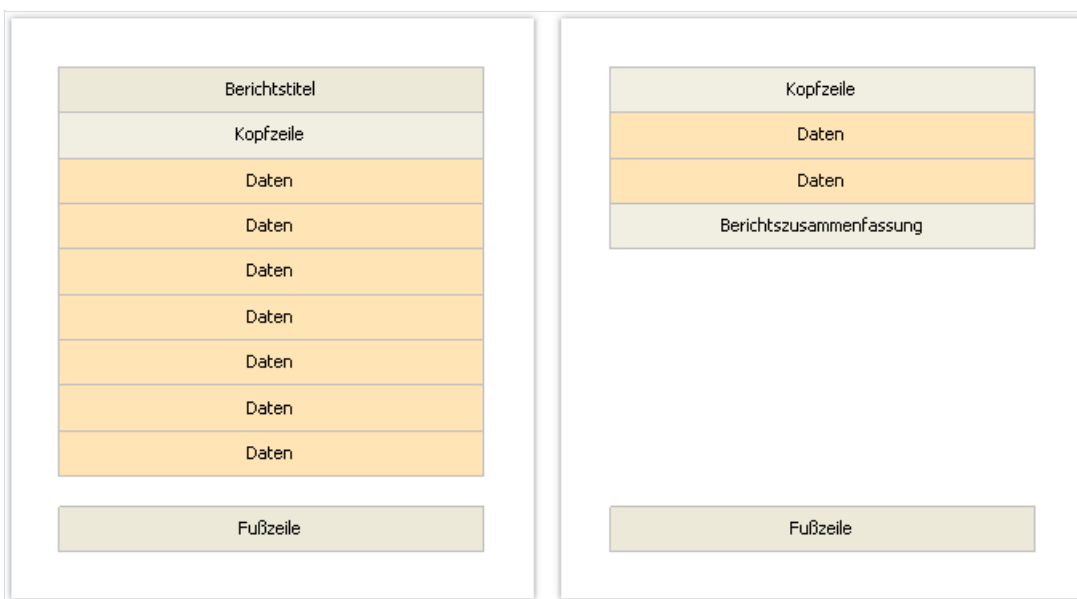 Berichtstitel
Kopfzeile
Daten
Daten
Daten
Daten
Daten
Daten
Daten
Fußzeile
Kopfzeile
Daten
Daten
Berichtszusammenfassung
Fußzeile